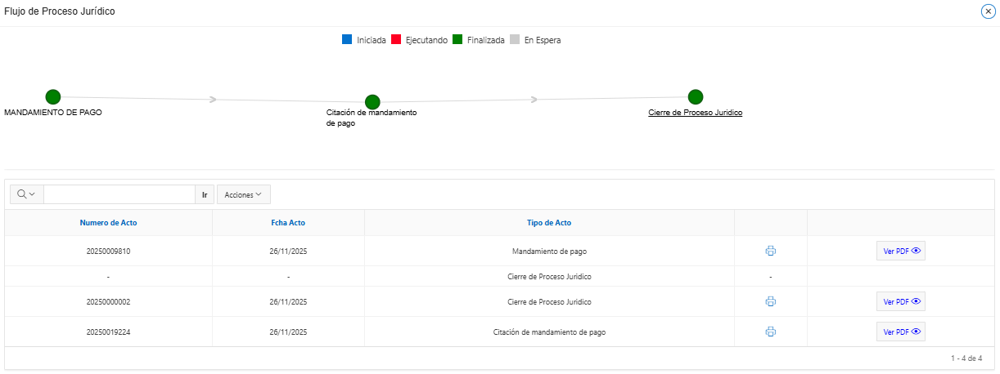 Flujo de Proceso Jurídico
Iniciada Ejecutando Finalizada En Espera
MANDAMIENTO DE PAGO
Citación de mandamiento
de pago
Cierre de Proceso Juridico
Ir Acciones
Numero de Acto Fcha Acto Tipo de Acto
20250009810 26/11/2025 Mandamiento de pago Ver PDF
- - Cierre de Proceso Juridico -
20250000002 26/11/2025 Cierre de Proceso Juridico Ver PDF
20250019224 26/11/2025 Citación de mandamiento de pago Ver PDF
1 - 4 de 4